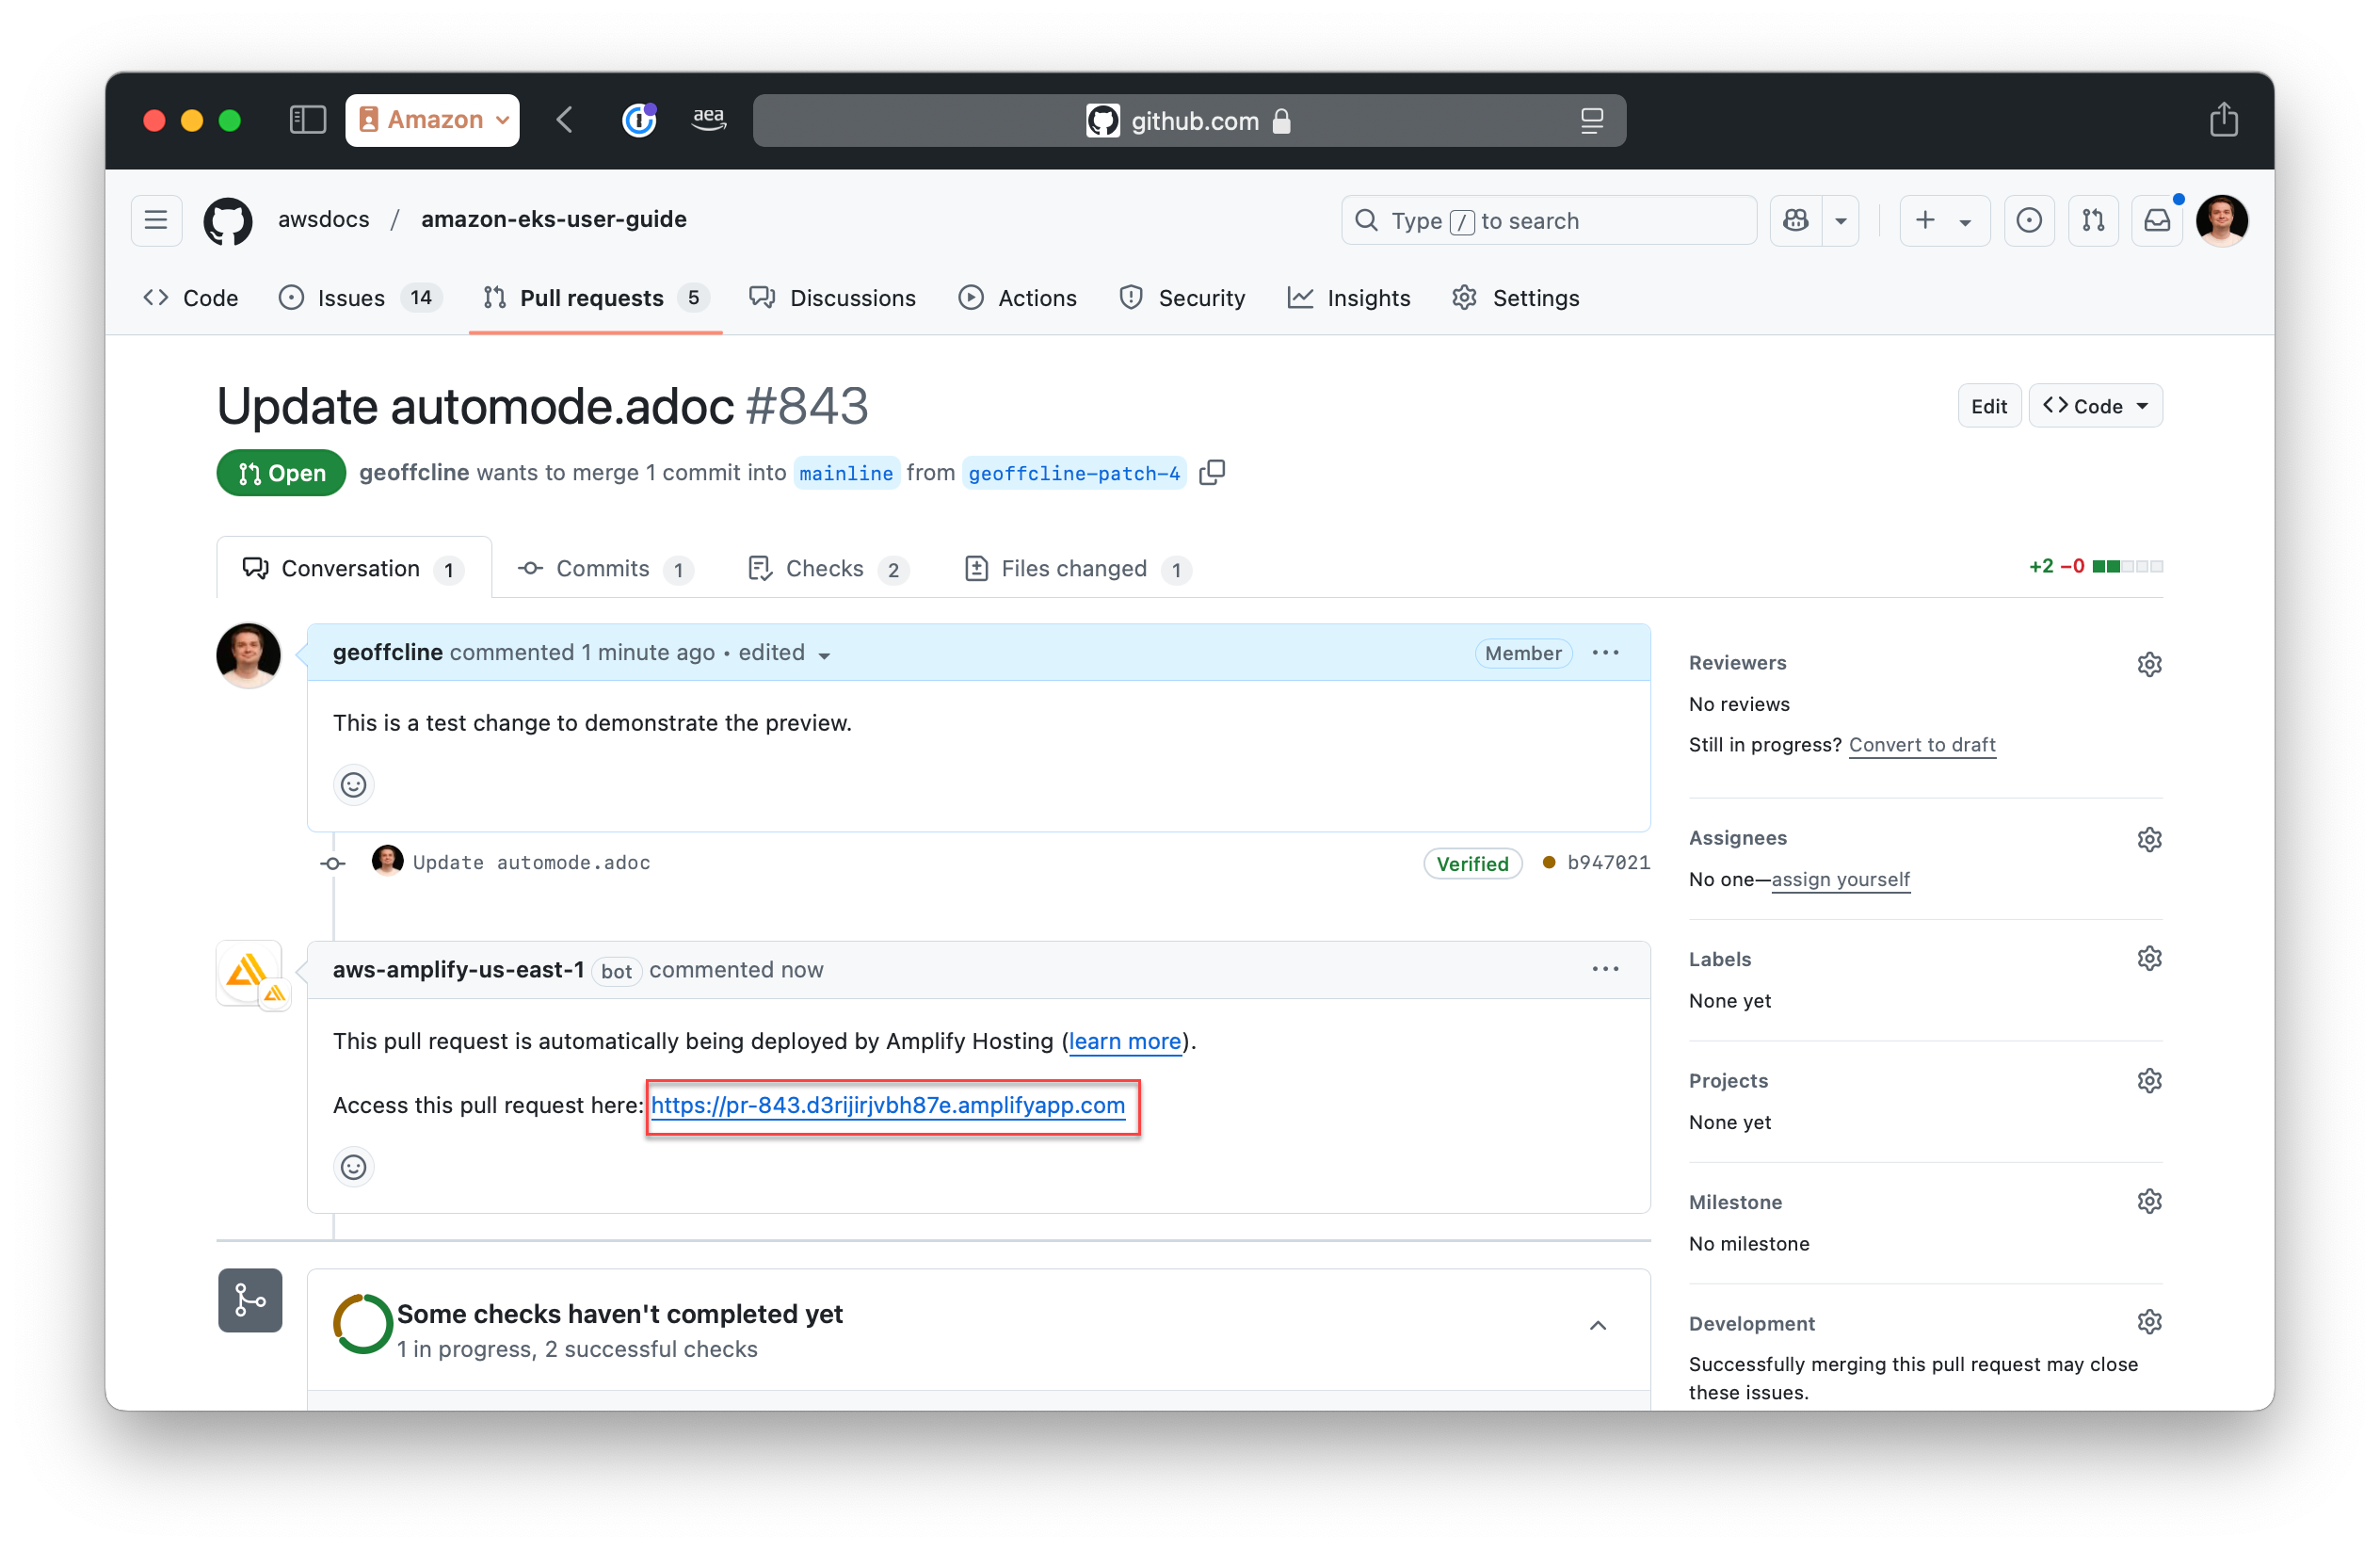 Amazon
aea
github.com
awsdocs / amazon-eks-user-guide
Type / to search
Code
Issues 14
Pull requests 5
Discussions
Actions
Security
Insights
Settings
Update automode.adoc #843
Edit
Code
Open
geoffcline wants to merge 1 commit into mainline from geoffcline-patch-4
Conversation 1
Commits 1
Checks 2
Files changed 1
+2 −0
geoffcline commented 1 minute ago • edited
Member
This is a test change to demonstrate the preview.
Update automode.adoc
Verified
b947021
aws-amplify-us-east-1 bot commented now
This pull request is automatically being deployed by Amplify Hosting (learn more).
Access this pull request here: https://pr-843.d3rijirjvbh87e.amplifyapp.com
Some checks haven't completed yet
1 in progress, 2 successful checks
Reviewers
No reviews
Still in progress? Convert to draft
Assignees
No one—assign yourself
Labels
None yet
Projects
None yet
Milestone
No milestone
Development
Successfully merging this pull request may close
these issues.